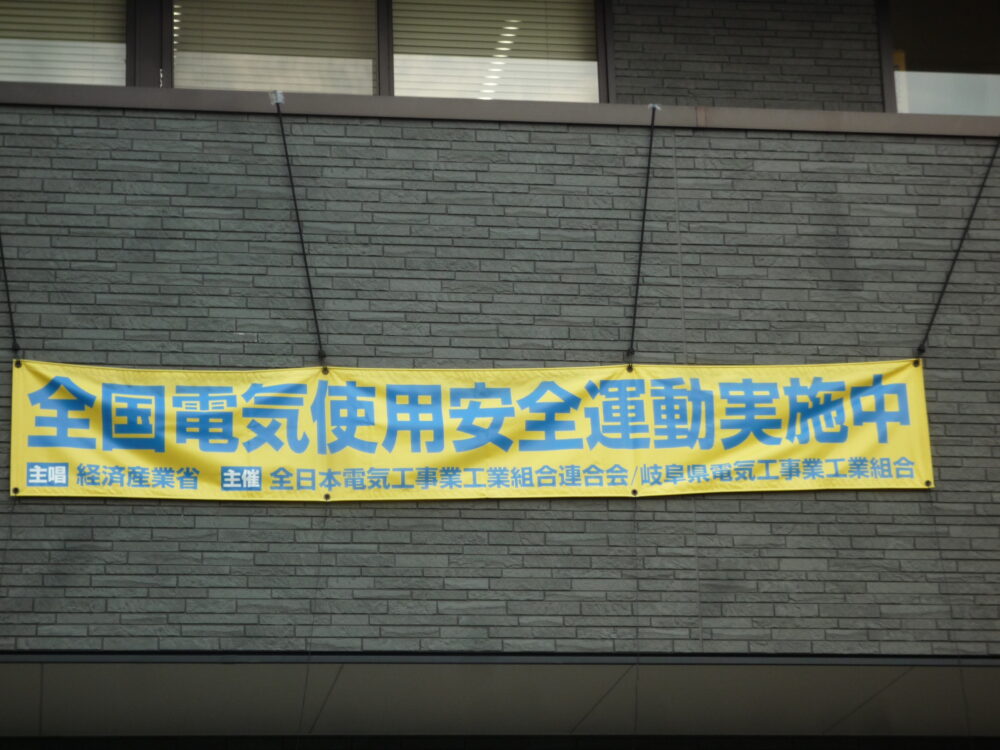 全国電気使用安全運動実施中
主唱 経済産業省 主催 全日本電気工事業工業組合連合会/岐阜県電気工事業工業組合